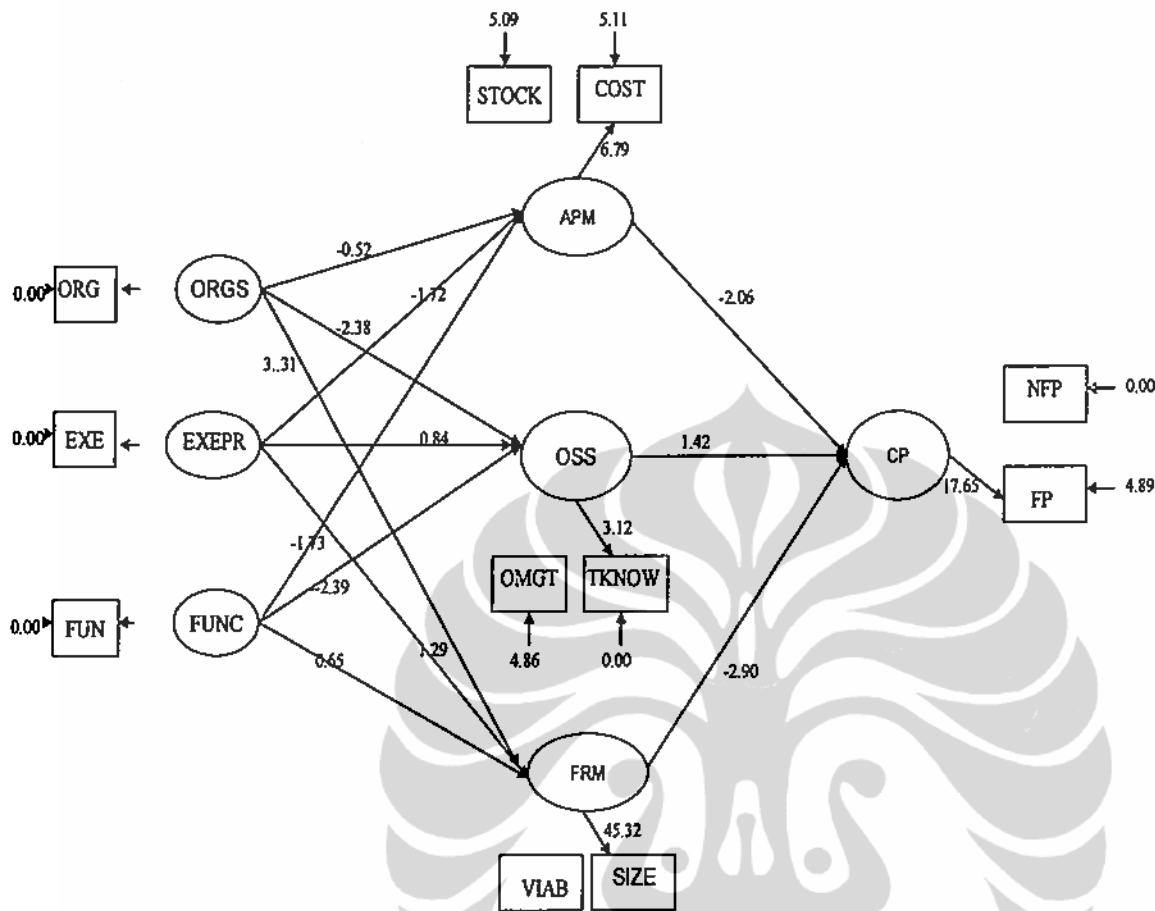 5.09 5.11
STOCK COST
6.79
APM
-0.52
0.00 ORG ORGS
-1.72
-2.06
-2.38
3..31
NFP 0.00
0.00 EXE EXEPR 0.84 OSS 1.42 CP
17.65 FP 4.89
3.12
-1.73
OMGT TKNOW
-2.39
0.00 FUN FUNC
1.29
0.65
4.86 0.00
-2.90
FRM
45.32
VIAB SIZE